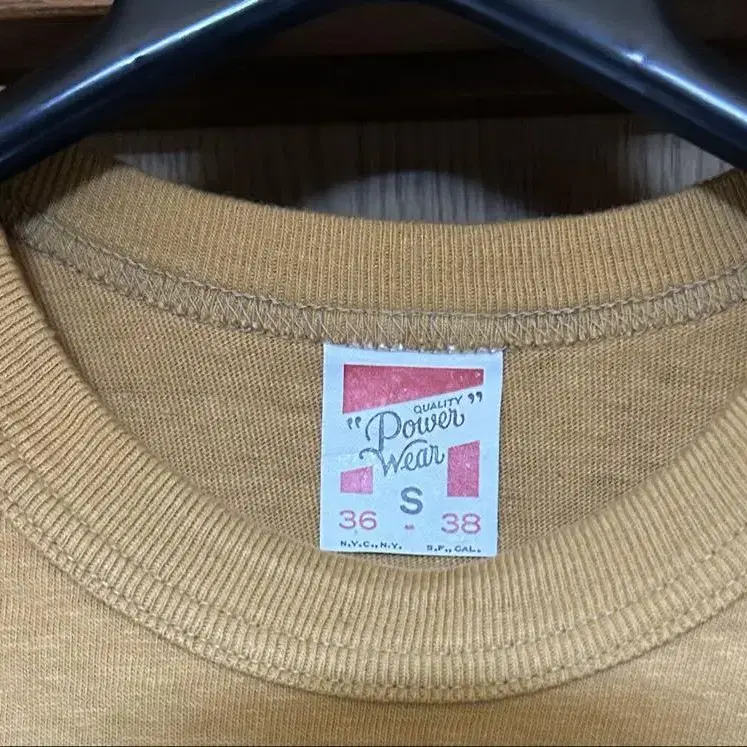 QUALITY
"Power"
Wear
S
36 - 38
N.Y.C., N.Y. S.F., CAL.